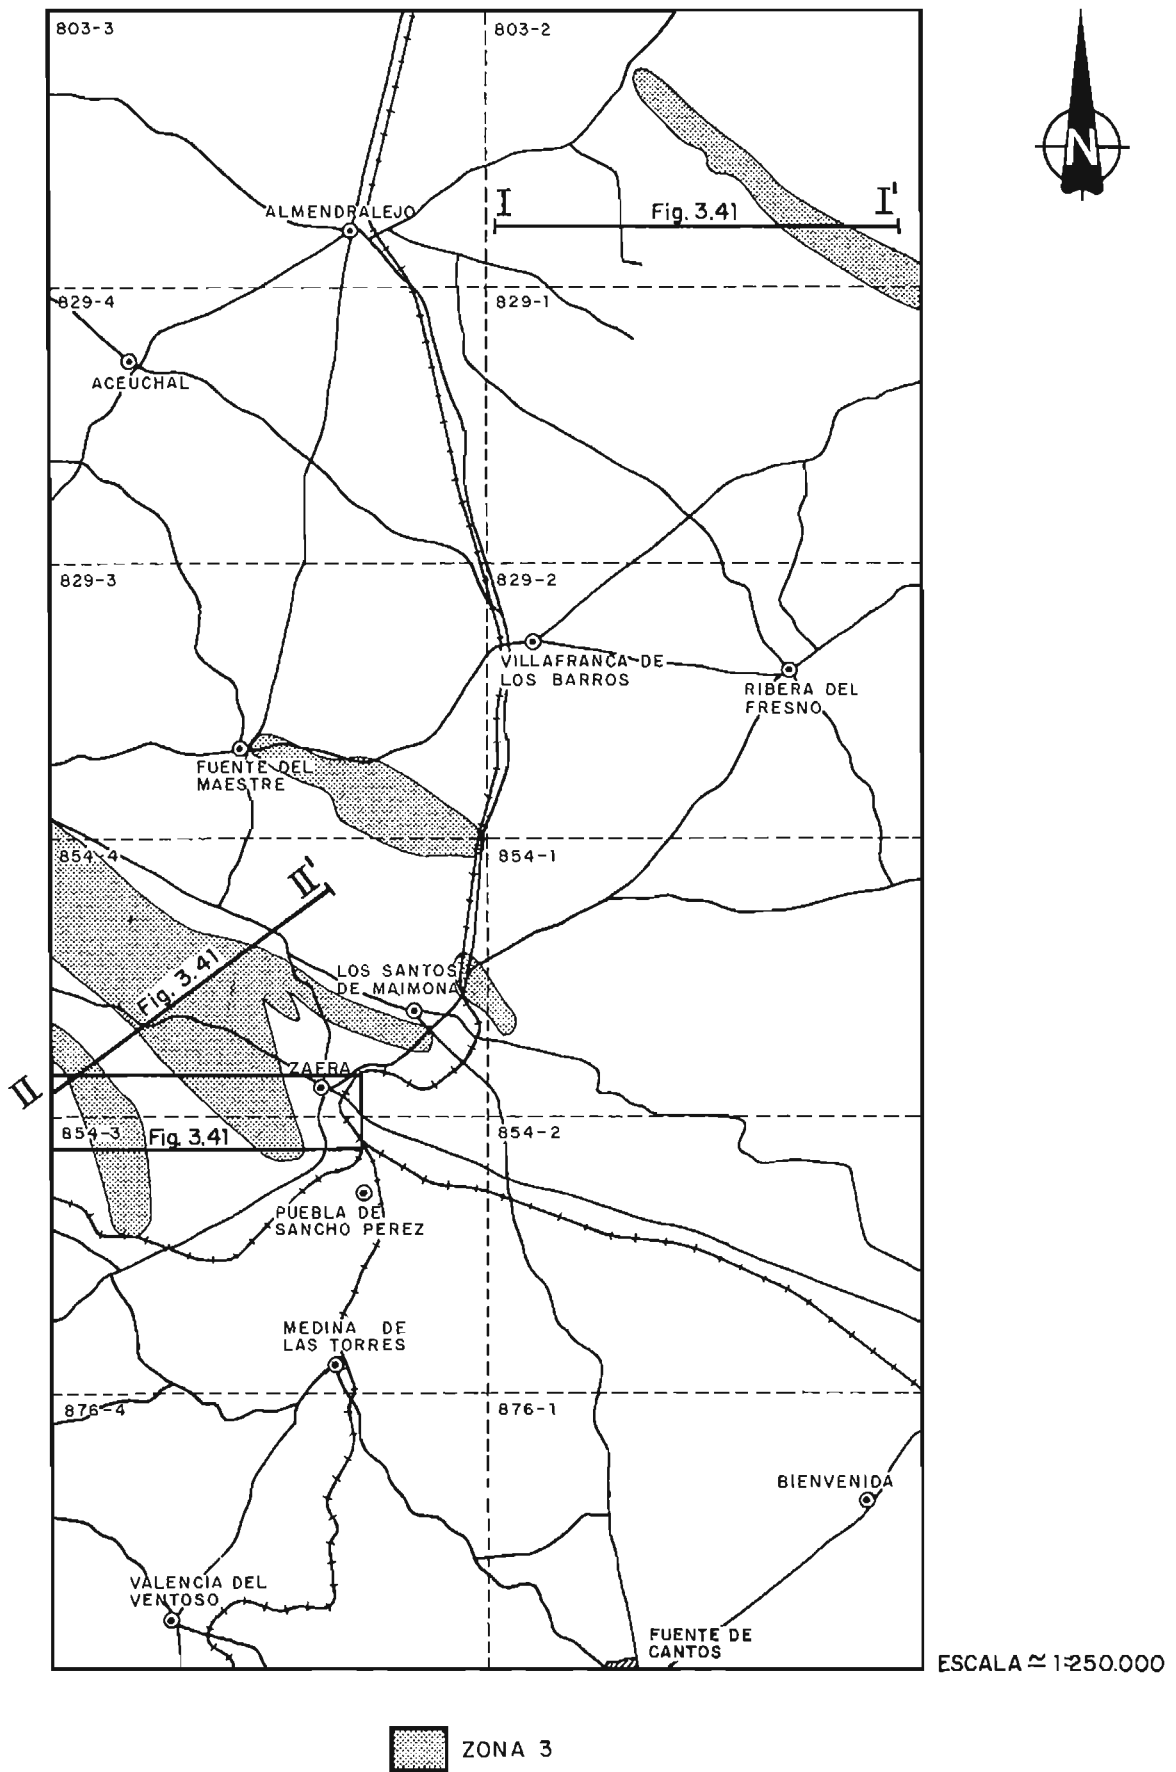 803-3
803-2
N
ALMENDRALEJO
I
Fig. 3.41
I'
829-4
829-1
ACEUCHAL
829-3
829-2
VILLAFRANCA DE
LOS BARROS
RIBERA DEL
FRESNO
FUENTE DEL
MAESTRE
854-4
854-1
II'
Fig. 3.41
LOS SANTOS
DE MAIMONA
ZAFRA
II
854-3
Fig. 3.41
854-2
PUEBLA DE
SANCHO PEREZ
MEDINA DE
LAS TORRES
876-4
876-1
BIENVENIDA
VALENCIA DEL
VENTOSO
FUENTE DE
CANTOS
ESCALA ≃ 1:250.000
ZONA 3